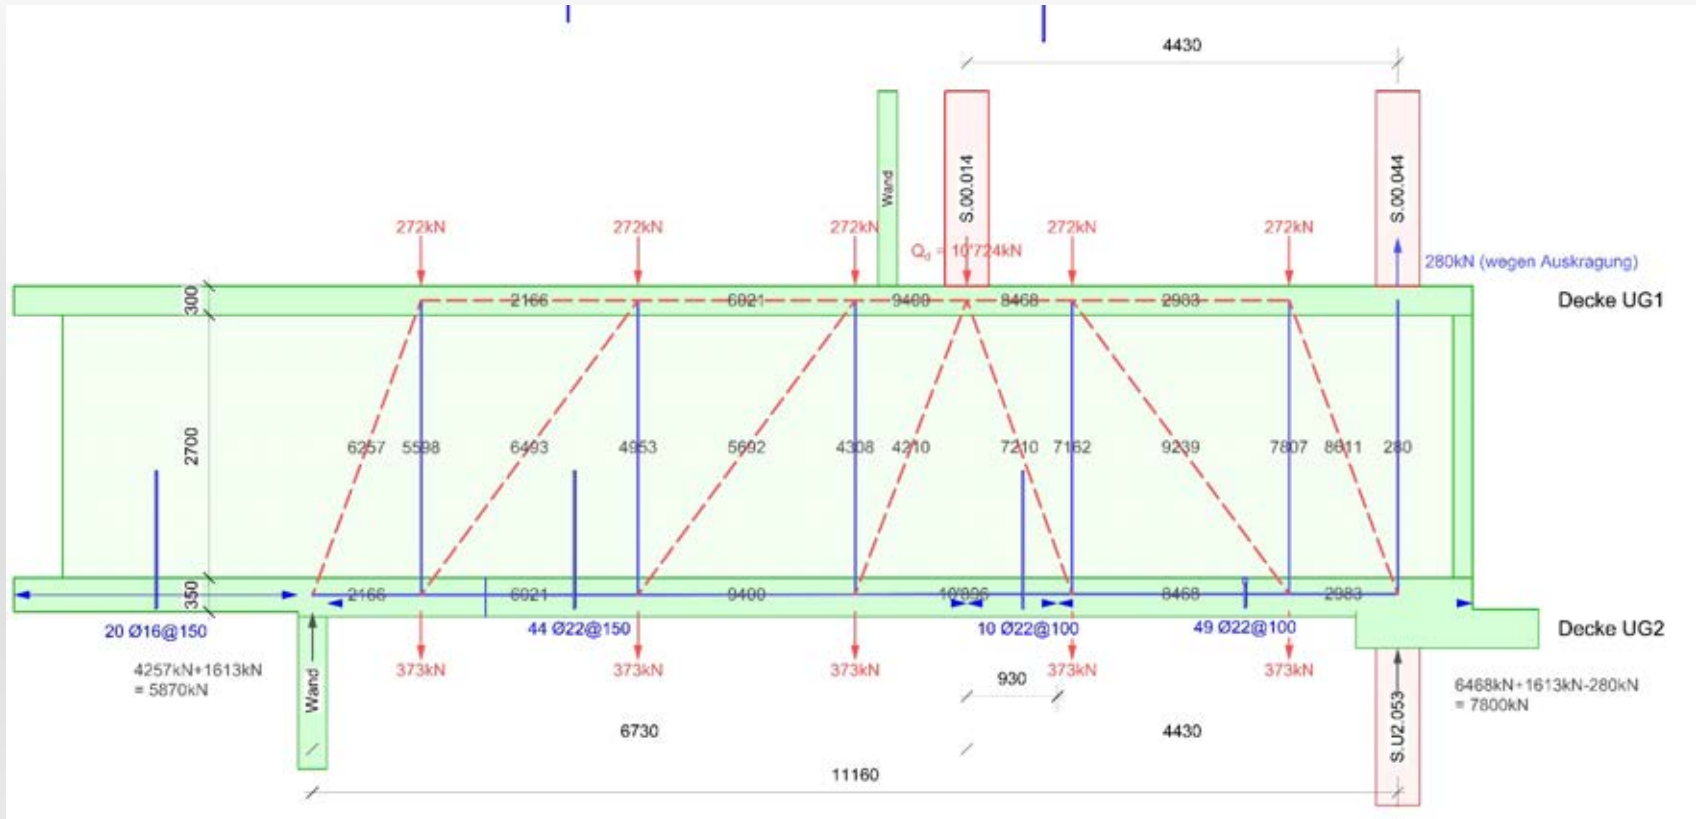 4430
Wand
S.00.014
S.00.044
272kN
272kN
272kN
272kN
272kN
Qd = 10'724kN
280kN (wegen Auskragung)
300
2166
6021
9400
8468
2983
Decke UG1
2700
6257
5598
6493
4953
5692
4308
4210
7210
7162
9239
7807
8611
280
350
2166
6021
9400
8468
2983
20 Ø16@150
44 Ø22@150
10 Ø22@100
49 Ø22@100
Decke UG2
4257kN+1613kN
= 5870kN
Wand
373kN
373kN
373kN
373kN
373kN
930
6468kN+1613kN-280kN
= 7800kN
S.U2.053
6730
4430
11160